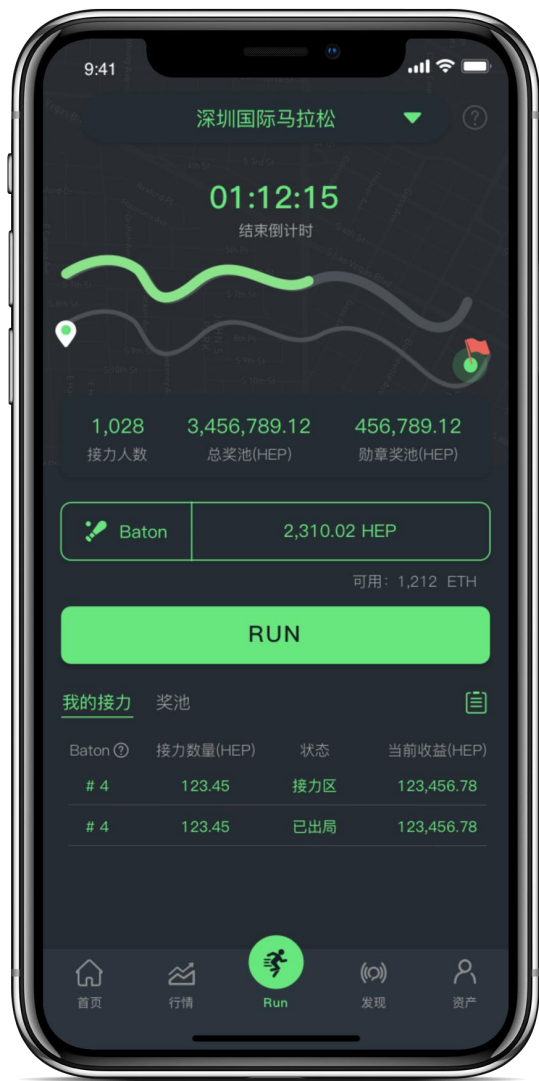 9:41
深圳国际马拉松
?
01:12:15
结束倒计时
1,028 3,456,789.12 456,789.12
接力人数 总奖池(HEP) 勋章奖池(HEP)
Baton 2,310.02 HEP
可用：1,212 ETH
RUN
我的接力 奖池
Baton ? 接力数量(HEP) 状态 当前收益(HEP)
# 4 123.45 接力区 123,456.78
# 4 123.45 已出局 123,456.78
首页 行情 Run 发现 资产